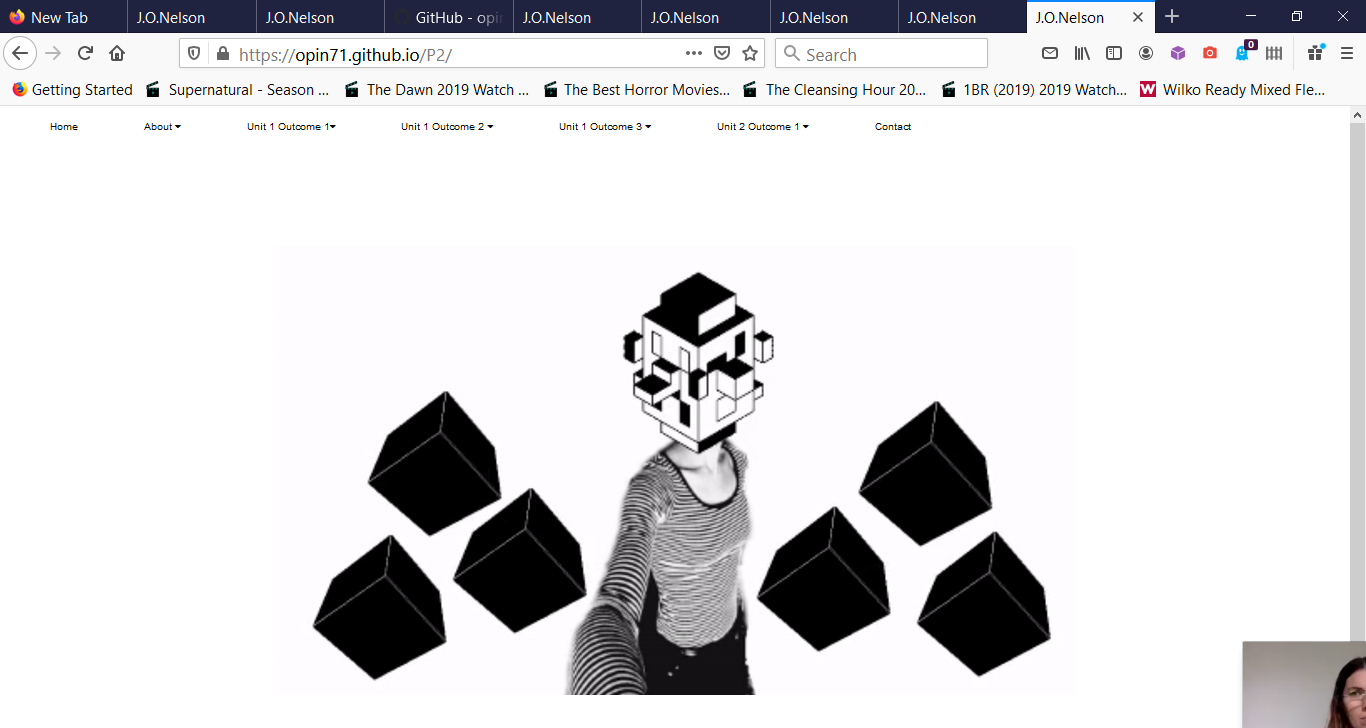 New Tab J.O.Nelson J.O.Nelson GitHub - opin J.O.Nelson J.O.Nelson J.O.Nelson J.O.Nelson J.O.Nelson
https://opin71.github.io/P2/ Search 0
Getting Started Supernatural - Season ... The Dawn 2019 Watch ... The Best Horror Movies... The Cleansing Hour 20... 1BR (2019) 2019 Watch... W Wilko Ready Mixed Fle...
Home About Unit 1 Outcome 1 Unit 1 Outcome 2 Unit 1 Outcome 3 Unit 2 Outcome 1 Contact